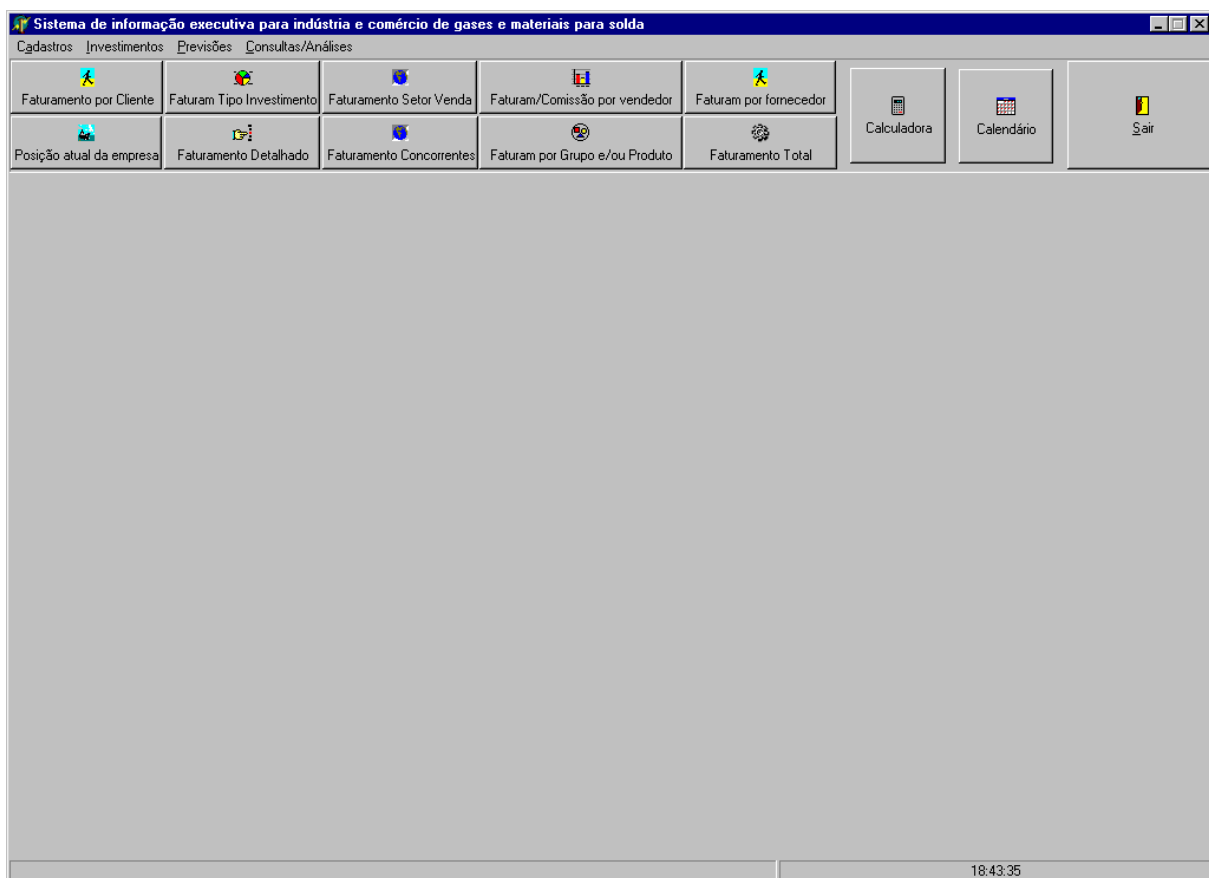 Sistema de informação executiva para indústria e comércio de gases e materiais para solda
Cadastros Investimentos Previsões Consultas/Análises
Faturamento por Cliente Faturam Tipo Investimento Faturamento Setor Venda Faturam/Comissão por vendedor Faturam por fornecedor
Calculadora Calendário Sair
Posição atual da empresa Faturamento Detalhado Faturamento Concorrentes Faturam por Grupo e/ou Produto Faturamento Total
18:43:35